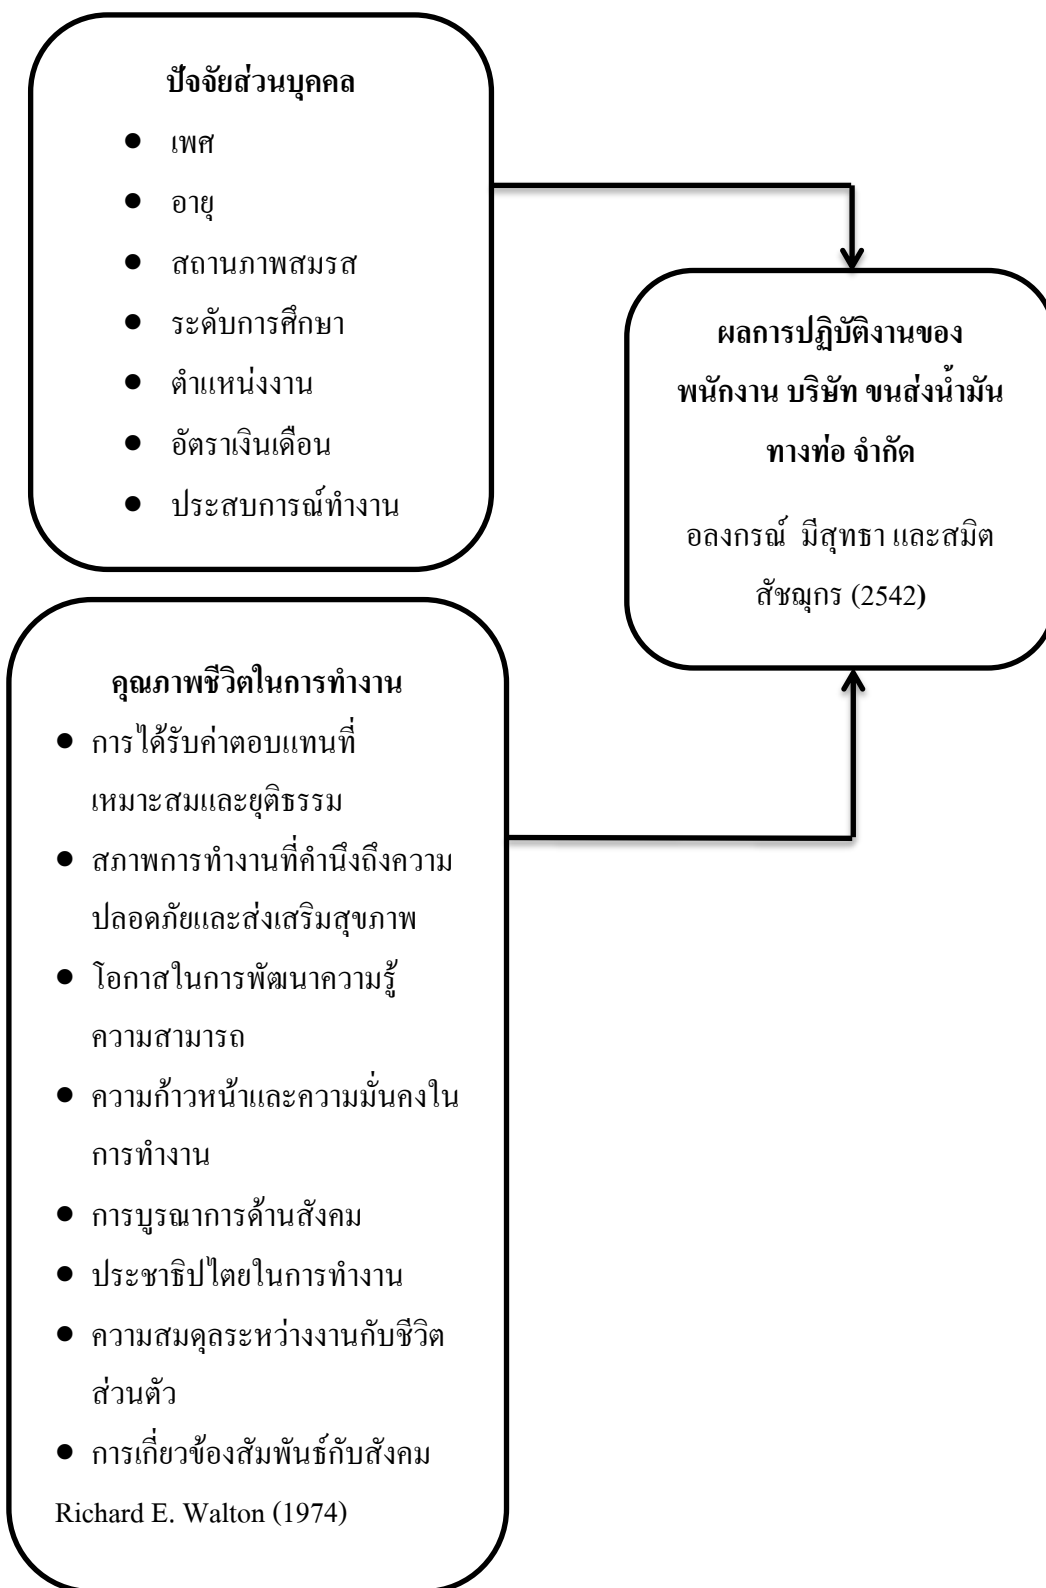 ปัจจัยส่วนบุคคล
● เพศ
● อายุ
● สถานภาพสมรส
● ระดับการศึกษา
● ตำแหน่งงาน
● อัตราเงินเดือน
● ประสบการณ์ทำงาน
ผลการปฏิบัติงานของ
พนักงาน บริษัท ขนส่งน้ำมัน
ทางท่อ จำกัด
อลงกรณ์ มีสุทธา และสมิต
สัชฌุกร (2542)
คุณภาพชีวิตในการทำงาน
● การได้รับค่าตอบแทนที่
เหมาะสมและยุติธรรม
● สภาพการทำงานที่คำนึงถึงความ
ปลอดภัยและส่งเสริมสุขภาพ
● โอกาสในการพัฒนาความรู้
ความสามารถ
● ความก้าวหน้าและความมั่นคงใน
การทำงาน
● การบูรณาการด้านสังคม
● ประชาธิปไตยในการทำงาน
● ความสมดุลระหว่างงานกับชีวิต
ส่วนตัว
● การเกี่ยวข้องสัมพันธ์กับสังคม
Richard E. Walton (1974)